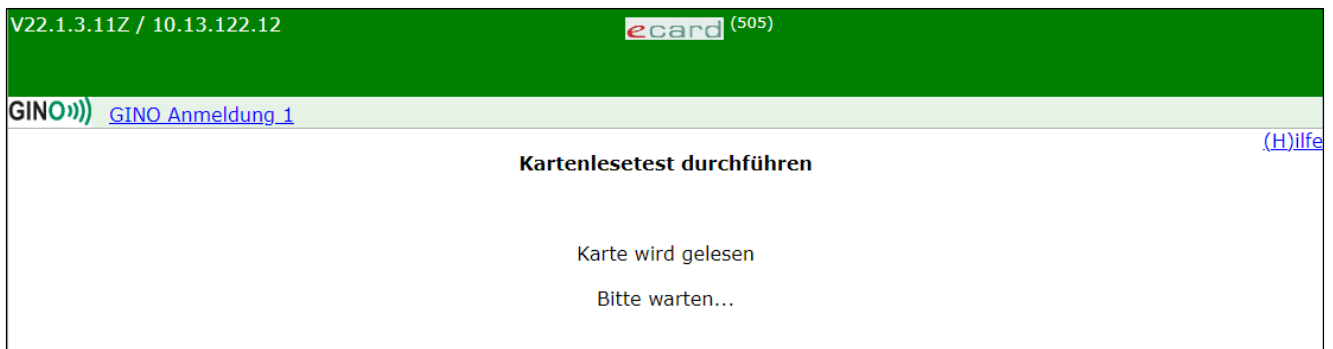 V22.1.3.11Z / 10.13.122.12
ecard (505)
GINO GINO Anmeldung 1
(H)ilfe
Kartenlesetest durchführen
Karte wird gelesen
Bitte warten...